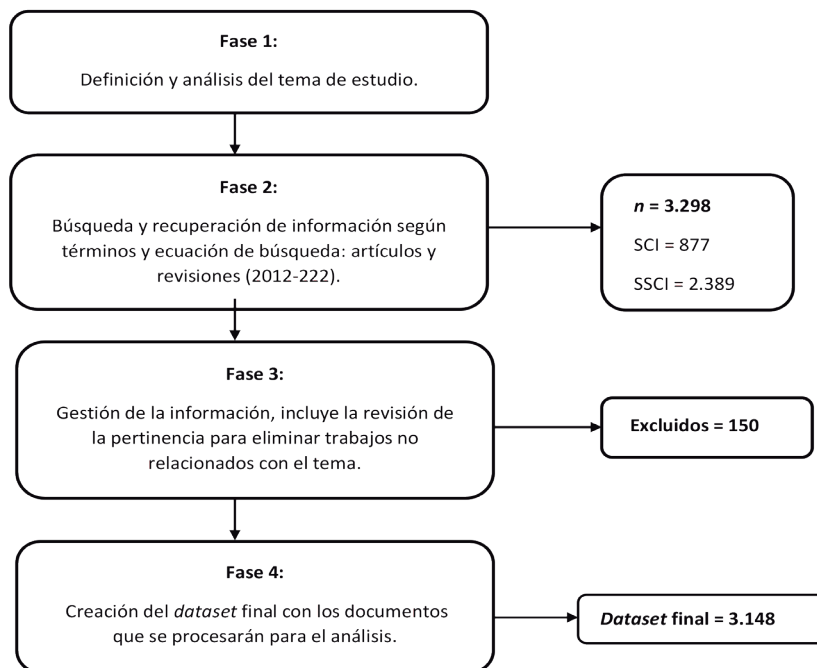 Fase 1:
Definición y análisis del tema de estudio.
Fase 2:
Búsqueda y recuperación de información según
términos y ecuación de búsqueda: artículos y
revisiones (2012-222).
n = 3.298
SCI = 877
SSCI = 2.389
Fase 3:
Gestión de la información, incluye la revisión de
la pertinencia para eliminar trabajos no
relacionados con el tema.
Excluidos = 150
Fase 4:
Creación del dataset final con los documentos
que se procesarán para el análisis.
Dataset final = 3.148